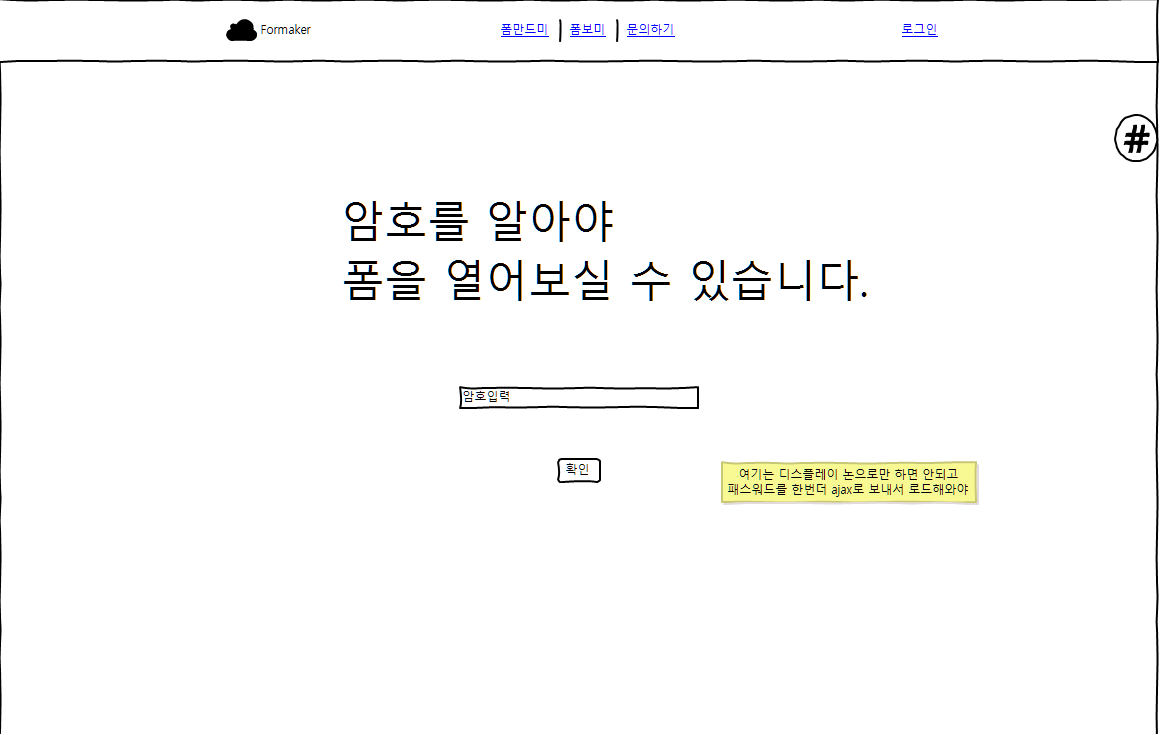 Formaker
폼만드미
폼보미
문의하기
로그인
#
암호를 알아야
폼을 열어보실 수 있습니다.
암호입력
확인
여기는 디스플레이 논으로만 하면 안되고
패스워드를 한번더 ajax로 보내서 로드해와야